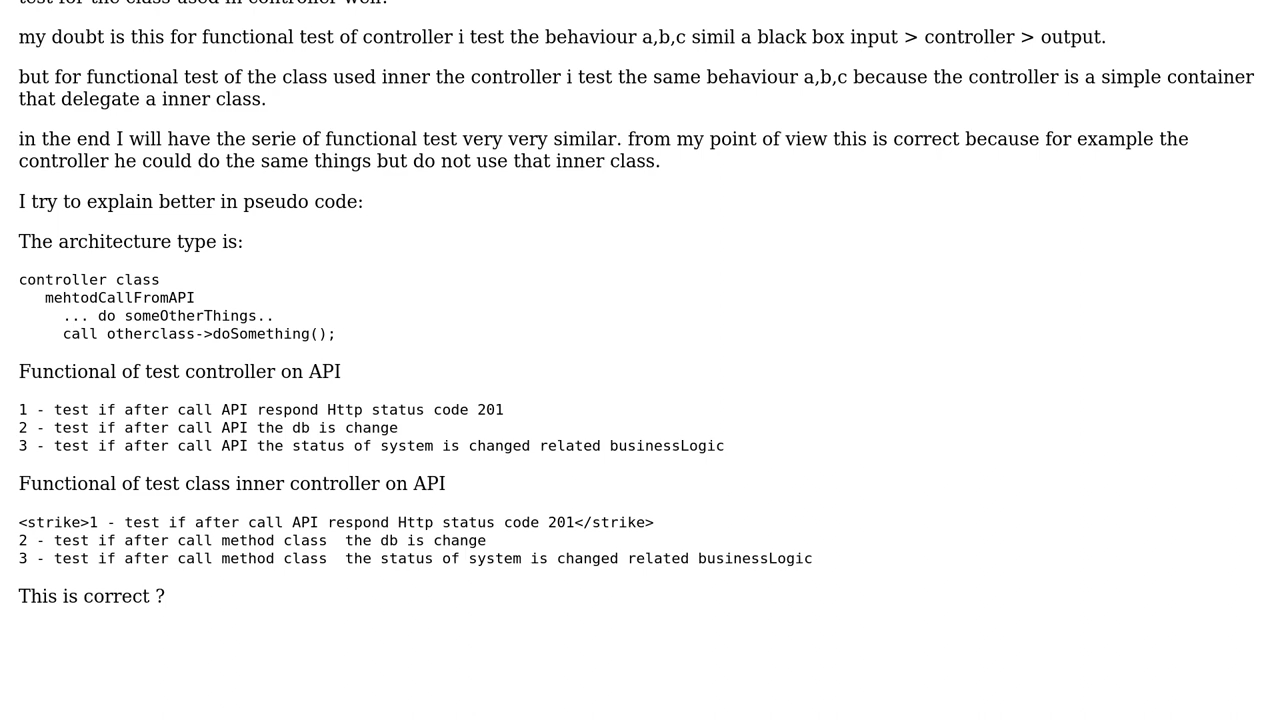 test for the class used in controller well?
my doubt is this for functional test of controller i test the behaviour a,b,c simil a black box input > controller > output.
but for functional test of the class used inner the controller i test the same behaviour a,b,c because the controller is a simple container
that delegate a inner class.
in the end I will have the serie of functional test very very similar. from my point of view this is correct because for example the
controller he could do the same things but do not use that inner class.
I try to explain better in pseudo code:
The architecture type is:
controller class
   mehtodCallFromAPI
     ... do someOtherThings..
     call otherclass->doSomething();
Functional of test controller on API
1 - test if after call API respond Http status code 201
2 - test if after call API the db is change
3 - test if after call API the status of system is changed related businessLogic
Functional of test class inner controller on API
<strike>1 - test if after call API respond Http status code 201</strike>
2 - test if after call method class  the db is change
3 - test if after call method class  the status of system is changed related businessLogic
This is correct ?